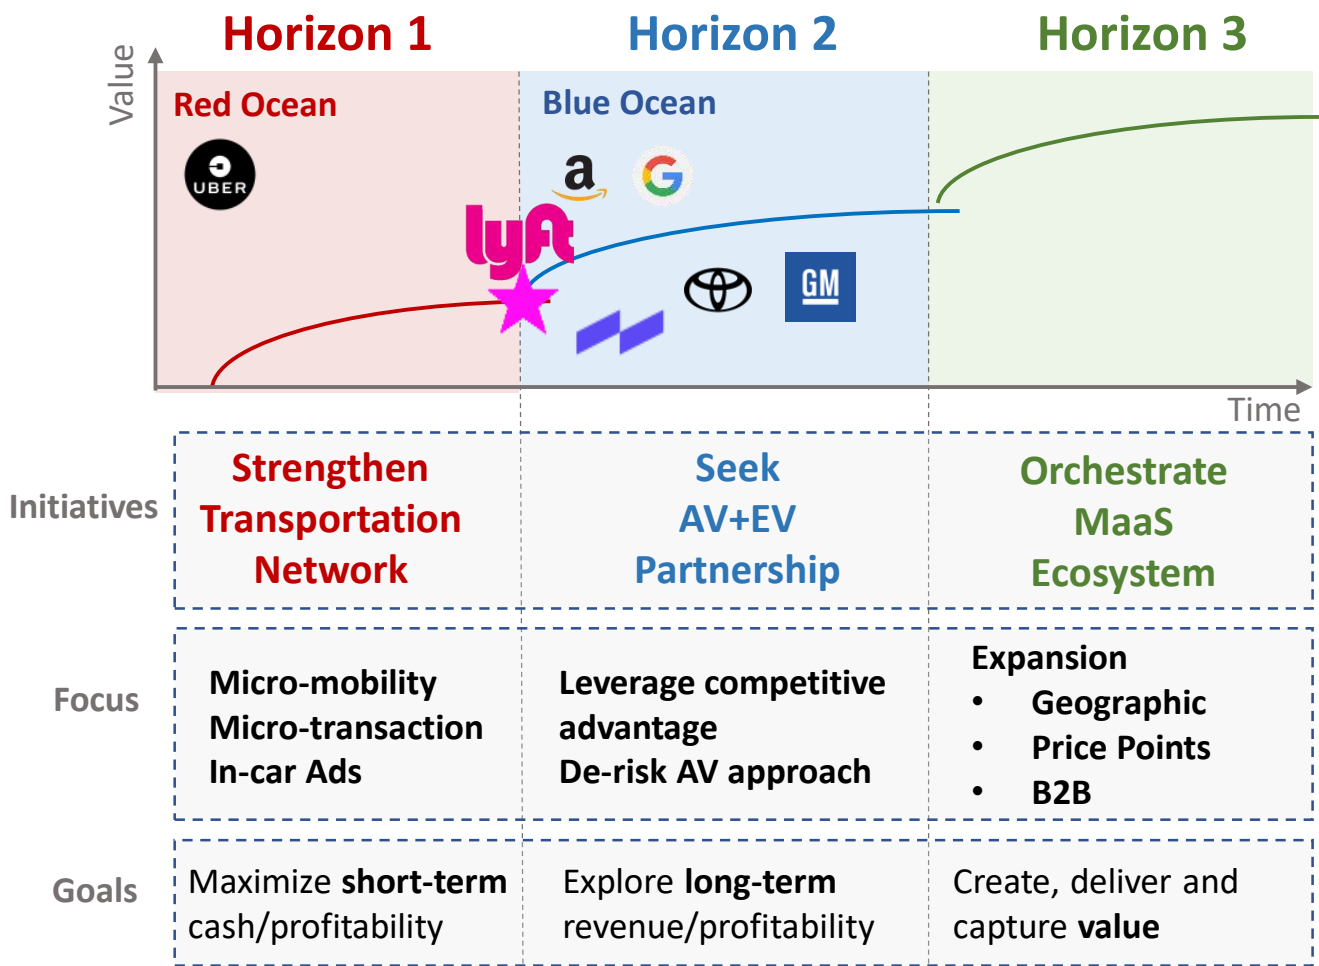 Horizon 1
Horizon 2
Horizon 3
Value
Red Ocean
Blue Ocean
UBER
a
G
lyft
GM
Time
Initiatives
Strengthen
Transportation
Network
Seek
AV+EV
Partnership
Orchestrate
MaaS
Ecosystem
Focus
Micro-mobility
Micro-transaction
In-car Ads
Leverage competitive
advantage
De-risk AV approach
Expansion
• Geographic
• Price Points
• B2B
Goals
Maximize short-term
cash/profitability
Explore long-term
revenue/profitability
Create, deliver and
capture value